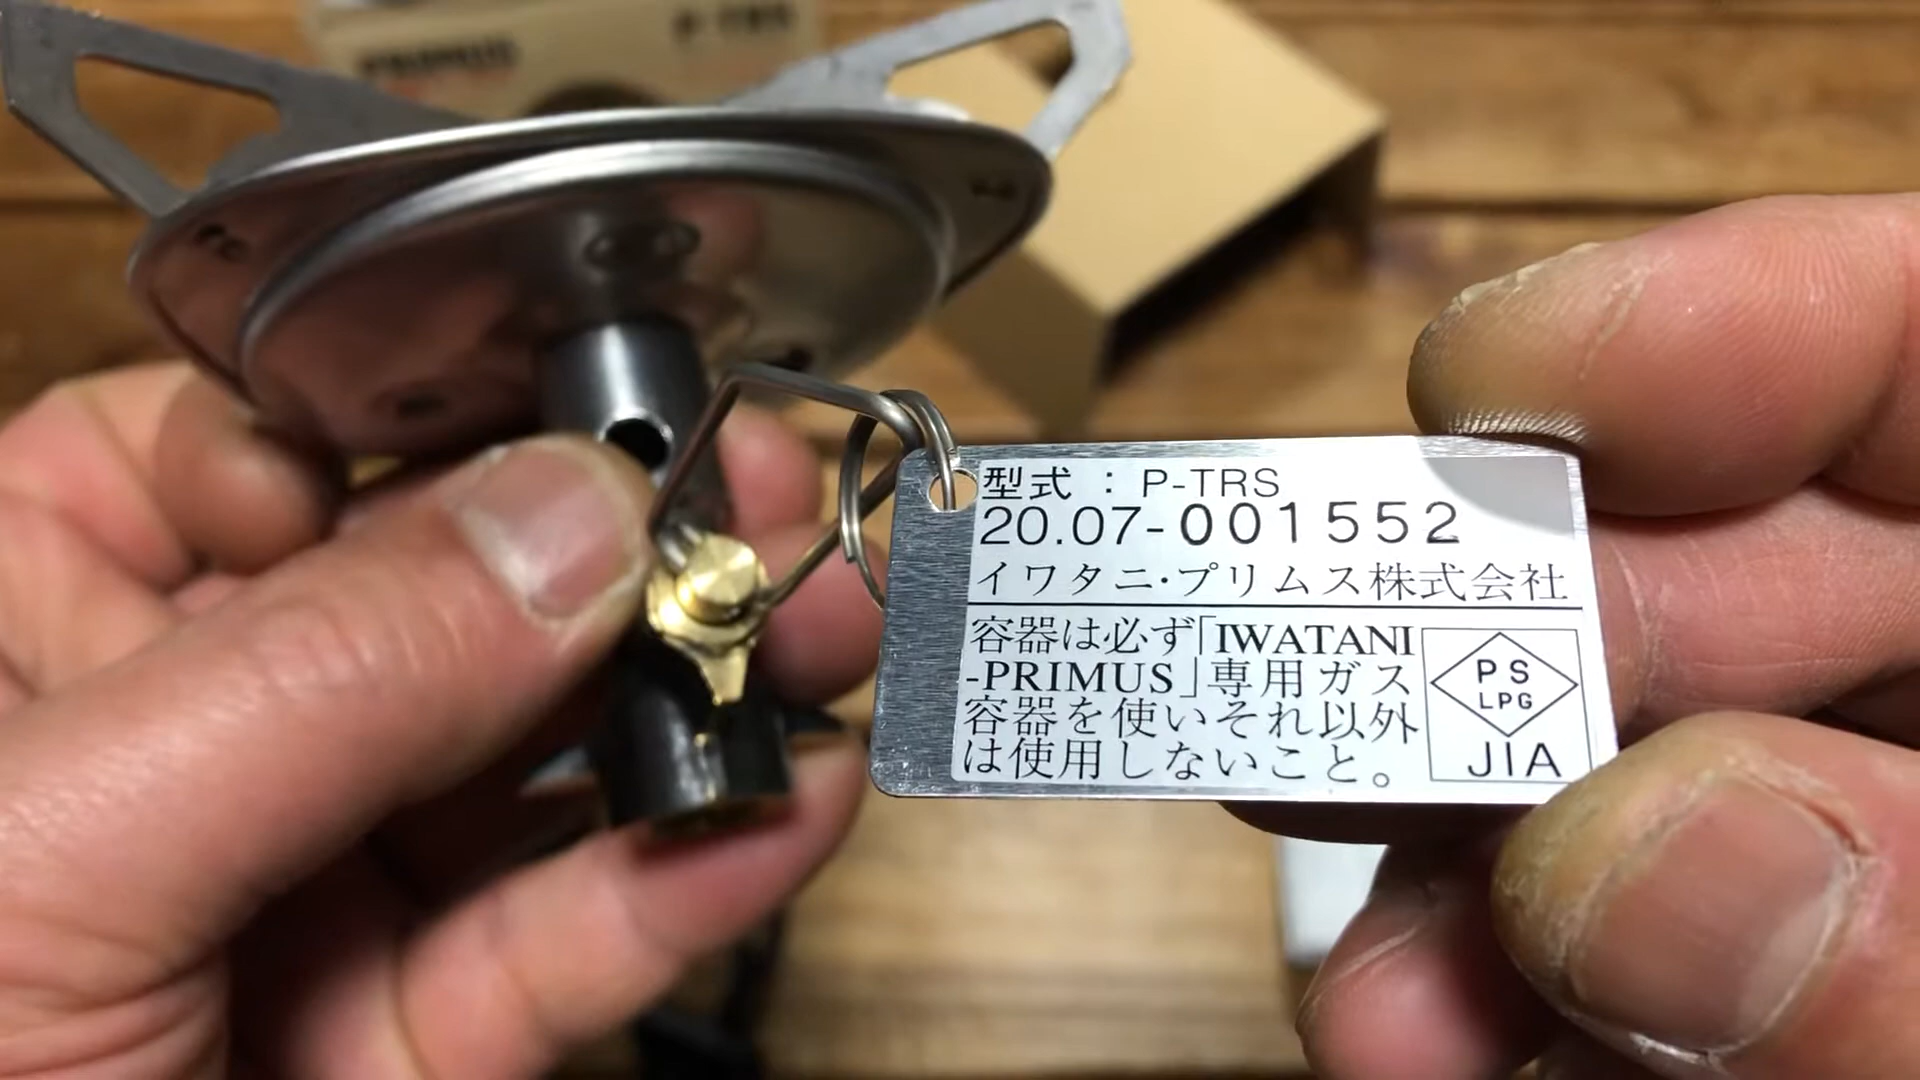 PRIMUS
P-TRS
型式：P-TRS
20.07-001552
イワタニ・プリムス株式会社
容器は必ず「IWATANI
-PRIMUS」専用ガス
容器を使いそれ以外
は使用しないこと。
PS
LPG
JIA